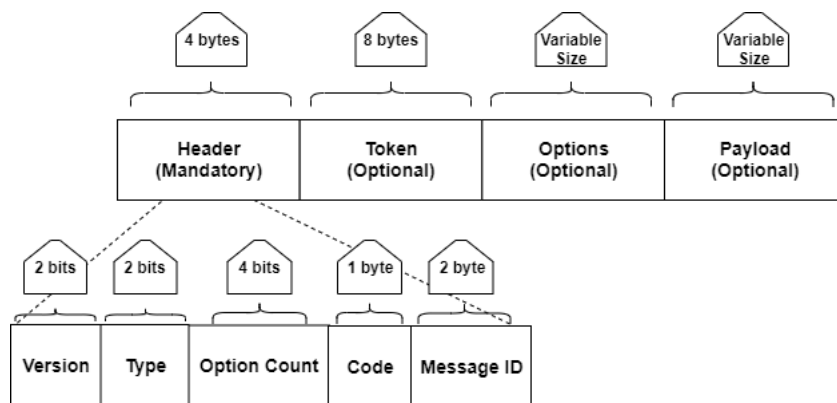 4 bytes
8 bytes
Variable
Size
Variable
Size
Header
(Mandatory)
Token
(Optional)
Options
(Optional)
Payload
(Optional)
2 bits
2 bits
4 bits
1 byte
2 byte
Version
Type
Option Count
Code
Message ID